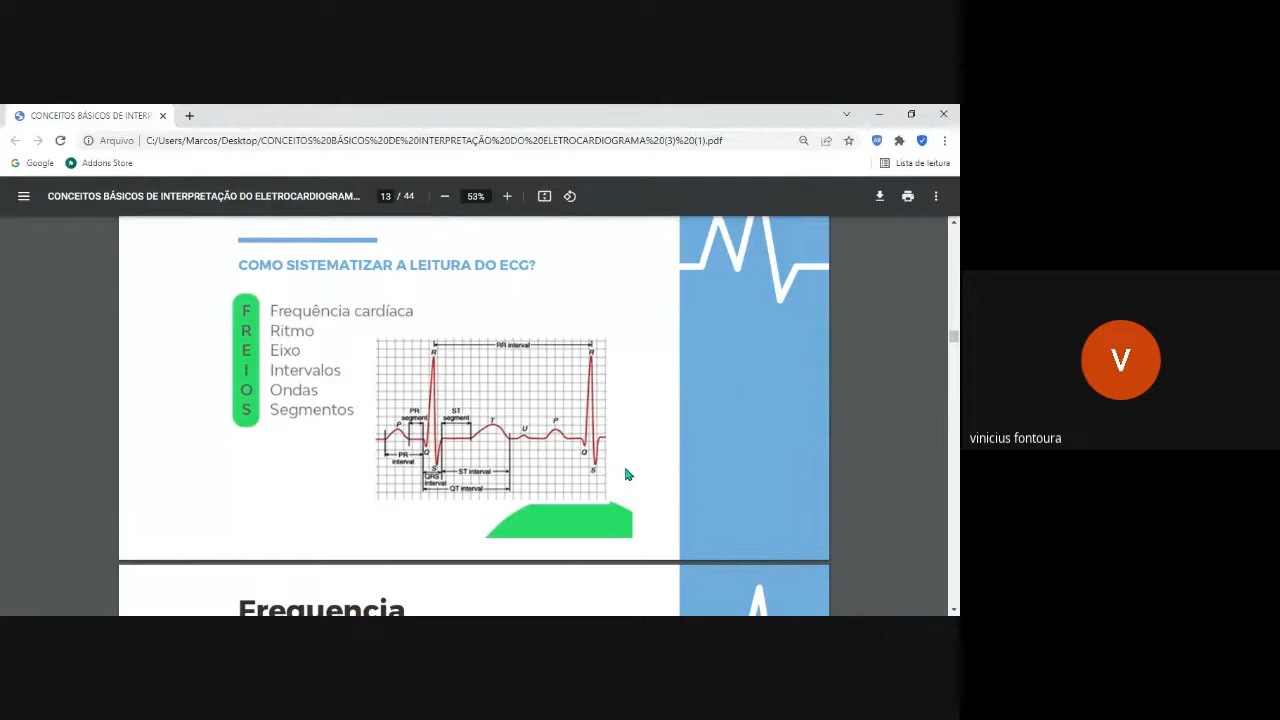 CONCEITOS BÁSICOS DE INTERP
Arquivo
C:/Users/Marcos/Desktop/CONCEITOS%20BÁSICOS%20DE%20INTERPRETAÇÃO%20DO%20ELETROCARDIOGRAMA%20(3)%20(1).pdf
Google
Addons Store
Lista de leitura
CONCEITOS BÁSICOS DE INTERPRETAÇÃO DO ELETROCARDIOGRAM...
13 / 44
53%
COMO SISTEMATIZAR A LEITURA DO ECG?
F Frequência cardíaca
R Ritmo
E Eixo
I Intervalos
O Ondas
S Segmentos
RR interval
R
R
PR segment
ST segment
P
T
U
P
Q
S
Q
S
PR interval
QRS interval
ST interval
QT interval
Frequencia
V
vinicius fontoura